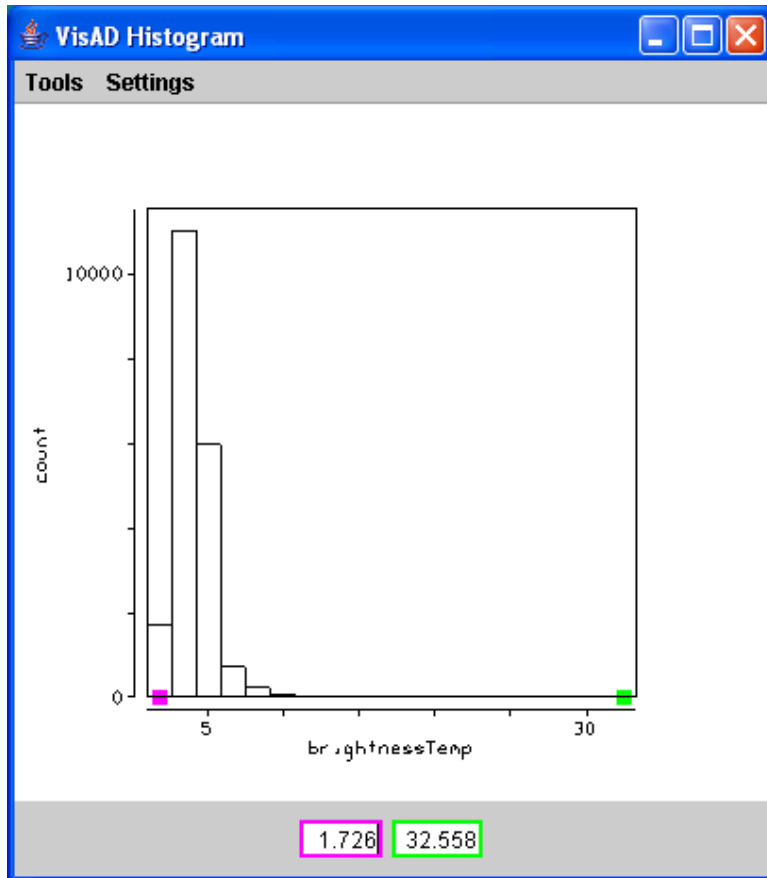 VisAD Histogram
Tools Settings
10000
count
0
5 30
brightnessTemp
1.726 32.558